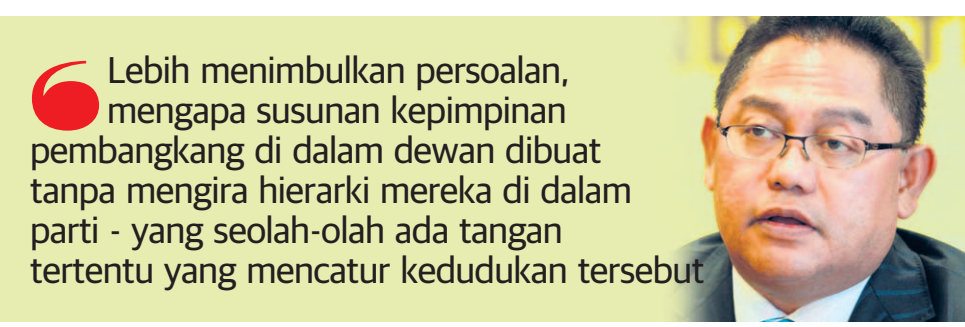 Lebih menimbulkan persoalan,
mengapa susunan kepimpinan
pembangkang di dalam dewan dibuat
tanpa mengira hierarki mereka di dalam
parti - yang seolah-olah ada tangan
tertentu yang mencatur kedudukan tersebut